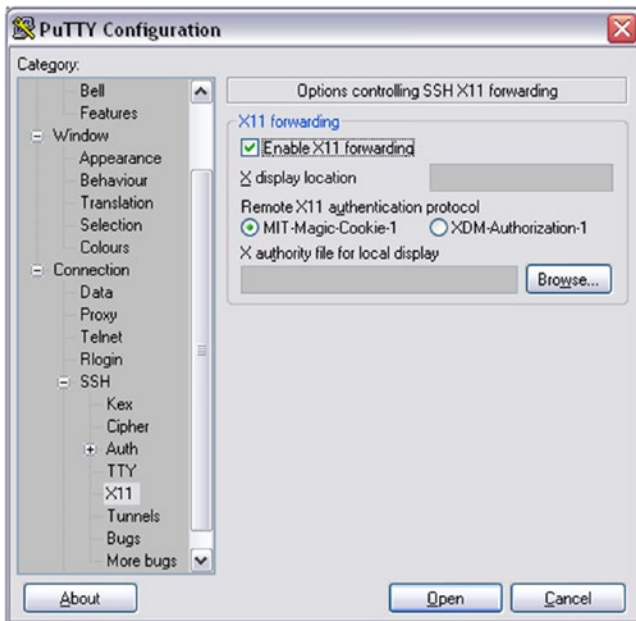 PuTTY Configuration
Category:
Bell
Features
Window
Appearance
Behaviour
Translation
Selection
Colours
Connection
Data
Proxy
Telnet
Rlogin
SSH
Kex
Cipher
Auth
TTY
X11
Tunnels
Bugs
More bugs
Options controlling SSH X11 forwarding
X11 forwarding
Enable X11 forwarding
X display location
Remote X11 authentication protocol
MIT-Magic-Cookie-1 XDM-Authorization-1
X authority file for local display
Browse...
About Open Cancel